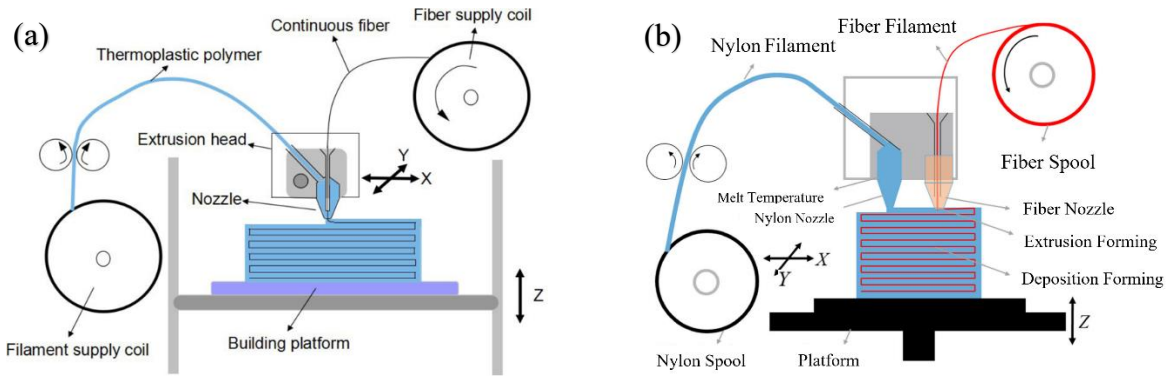 (a)
Continuous fiber
Fiber supply coil
Thermoplastic polymer
Extrusion head
Y
X
Nozzle
Z
Building platform
Filament supply coil
(b)
Fiber Filament
Nylon Filament
Fiber Spool
Melt Temperature
Nylon Nozzle
Fiber Nozzle
Extrusion Forming
X
Y
Deposition Forming
Z
Nylon Spool
Platform